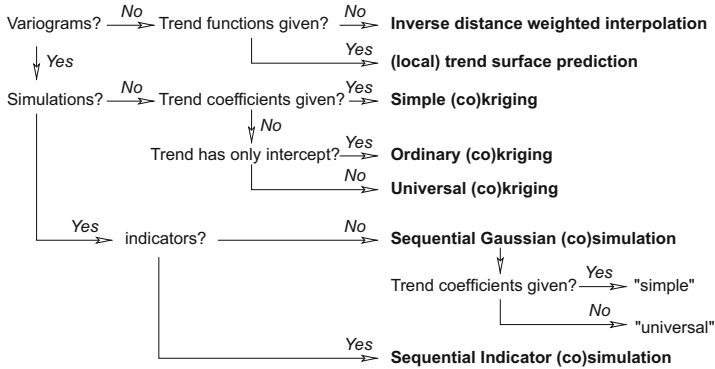 Variograms? No Trend functions given? No Inverse distance weighted interpolation
Yes Yes (local) trend surface prediction
Simulations? No Trend coefficients given? Yes Simple (co)kriging
No
Trend has only intercept? Yes Ordinary (co)kriging
No Universal (co)kriging
Yes indicators? No Sequential Gaussian (co)simulation
Trend coefficients given? Yes "simple"
No "universal"
Yes Sequential Indicator (co)simulation